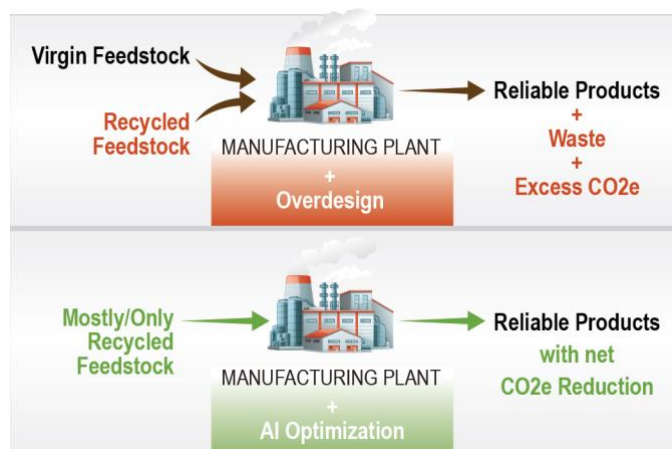 Virgin Feedstock
Recycled
Feedstock
MANUFACTURING PLANT
+
Overdesign
Reliable Products
+
Waste
+
Excess CO2e
Mostly/Only
Recycled
Feedstock
MANUFACTURING PLANT
+
AI Optimization
Reliable Products
with net
CO2e Reduction